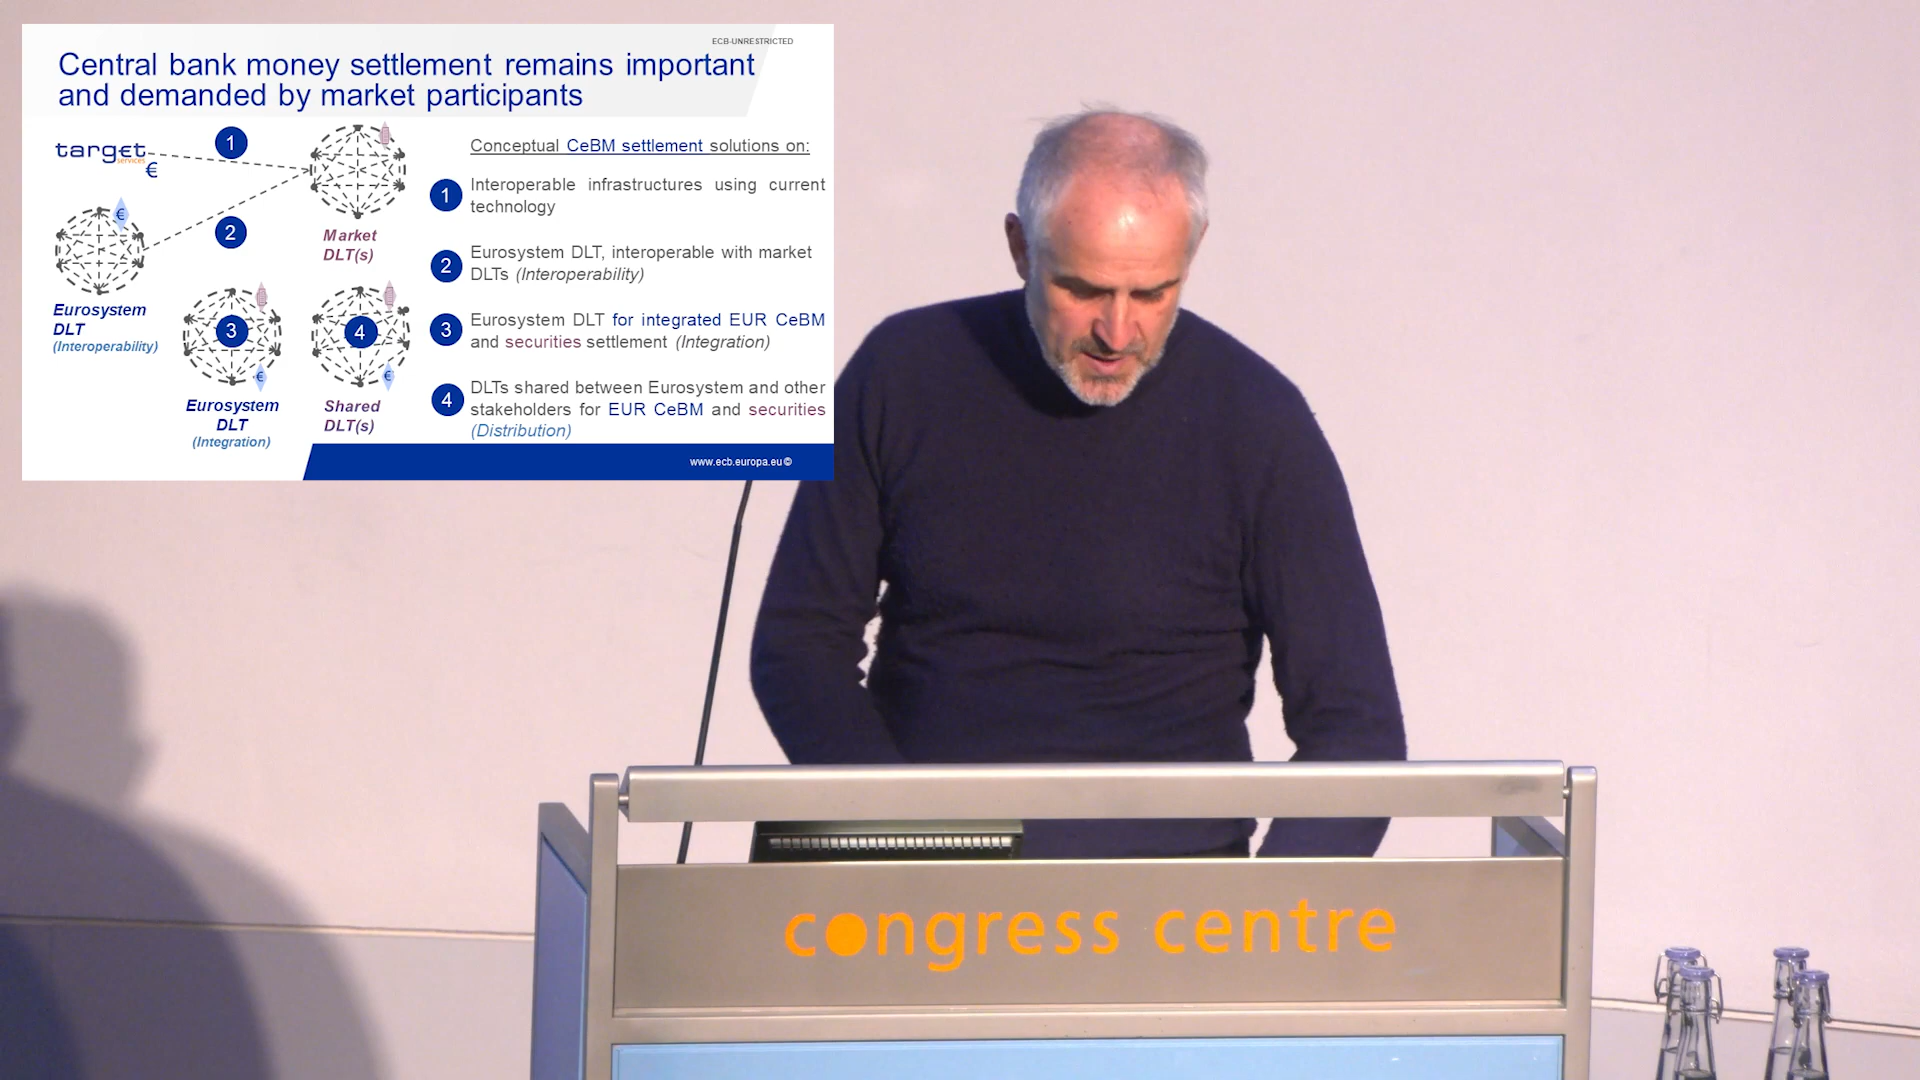 ECB-UNRESTRICTED
Central bank money settlement remains important
and demanded by market participants
target
services
€
1
2
€
Market
DLT(s)
Eurosystem
DLT
(Interoperability)
3
€
4
€
Eurosystem
DLT
(Integration)
Shared
DLT(s)
Conceptual CeBM settlement solutions on:
1
Interoperable infrastructures using current
technology
2
Eurosystem DLT, interoperable with market
DLTs (Interoperability)
3
Eurosystem DLT for integrated EUR CeBM
and securities settlement (Integration)
4
DLTs shared between Eurosystem and other
stakeholders for EUR CeBM and securities
(Distribution)
www.ecb.europa.eu ©
congress centre